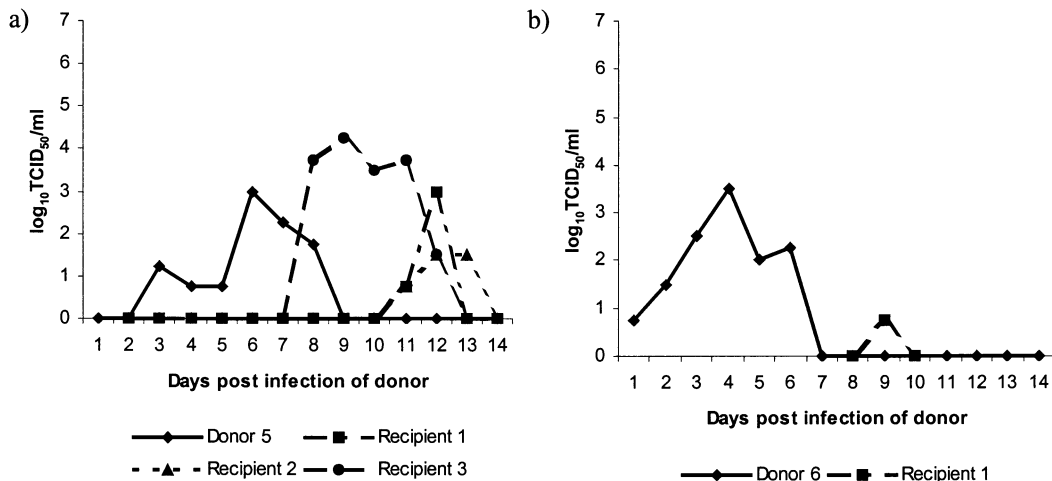 a)
7
6
5
4
3
2
1
0
log₁₀TCID₅₀/ml
1 2 3 4 5 6 7 8 9 10 11 12 13 14
Days post infection of donor
Donor 5 Recipient 1
Recipient 2 Recipient 3
b)
7
6
5
4
3
2
1
0
log₁₀TCID₅₀/ml
1 2 3 4 5 6 7 8 9 10 11 12 13 14
Days post infection of donor
Donor 6 Recipient 1